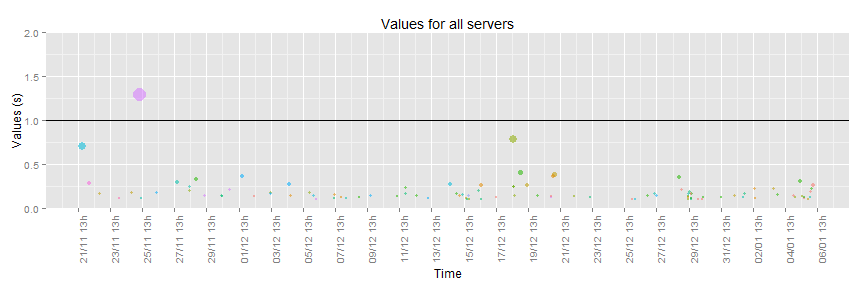 Values for all servers
2.0
1.5
1.0
0.5
0.0
Values (s)
21/11 13h
23/11 13h
25/11 13h
27/11 13h
29/11 13h
01/12 13h
03/12 13h
05/12 13h
07/12 13h
09/12 13h
11/12 13h
13/12 13h
15/12 13h
17/12 13h
19/12 13h
21/12 13h
23/12 13h
25/12 13h
27/12 13h
29/12 13h
31/12 13h
02/01 13h
04/01 13h
06/01 13h
Time